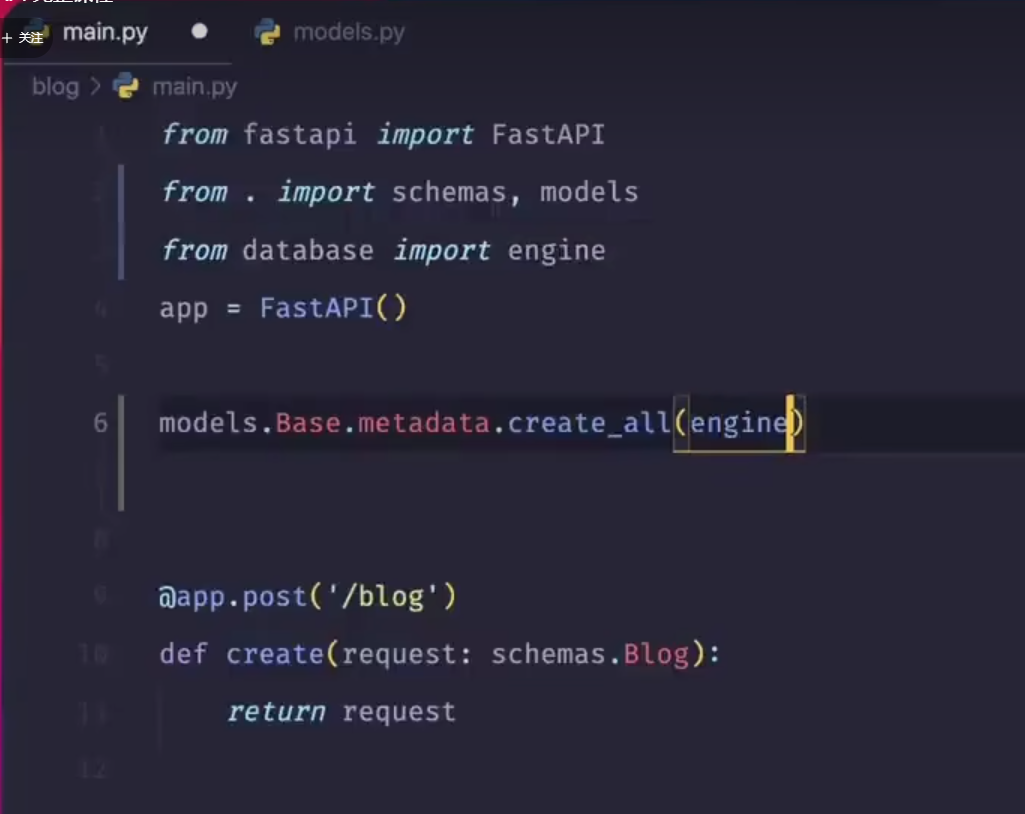 main.py models.py
+ 关注
blog > main.py
1 from fastapi import FastAPI
2 from . import schemas, models
3 from database import engine
4 app = FastAPI()
5
6 models.Base.metadata.create_all(engine)
8
9 @app.post('/blog')
10 def create(request: schemas.Blog):
11 return request
12